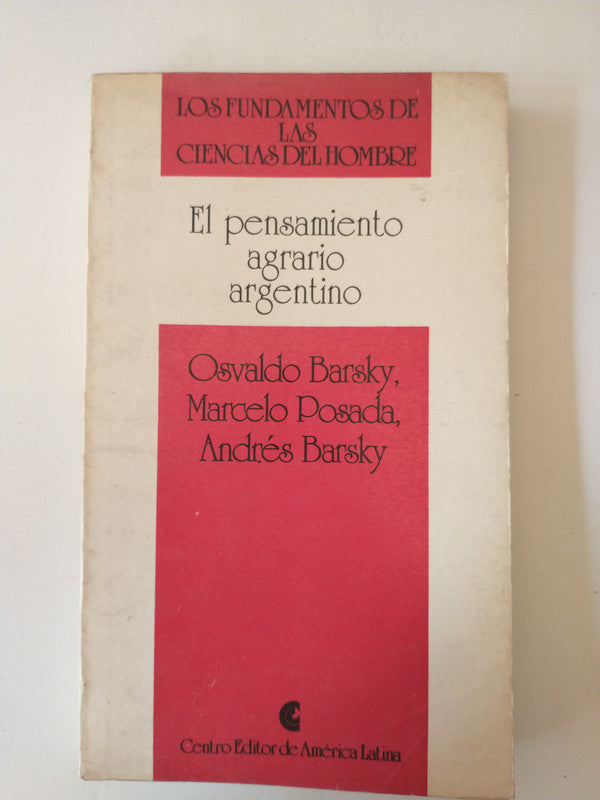 LOS FUNDAMENTOS DE
LAS
CIENCIAS DEL HOMBRE
El pensamiento
agrario
argentino
Osvaldo Barsky,
Marcelo Posada,
Andrés Barsky
Centro Editor de América Latina